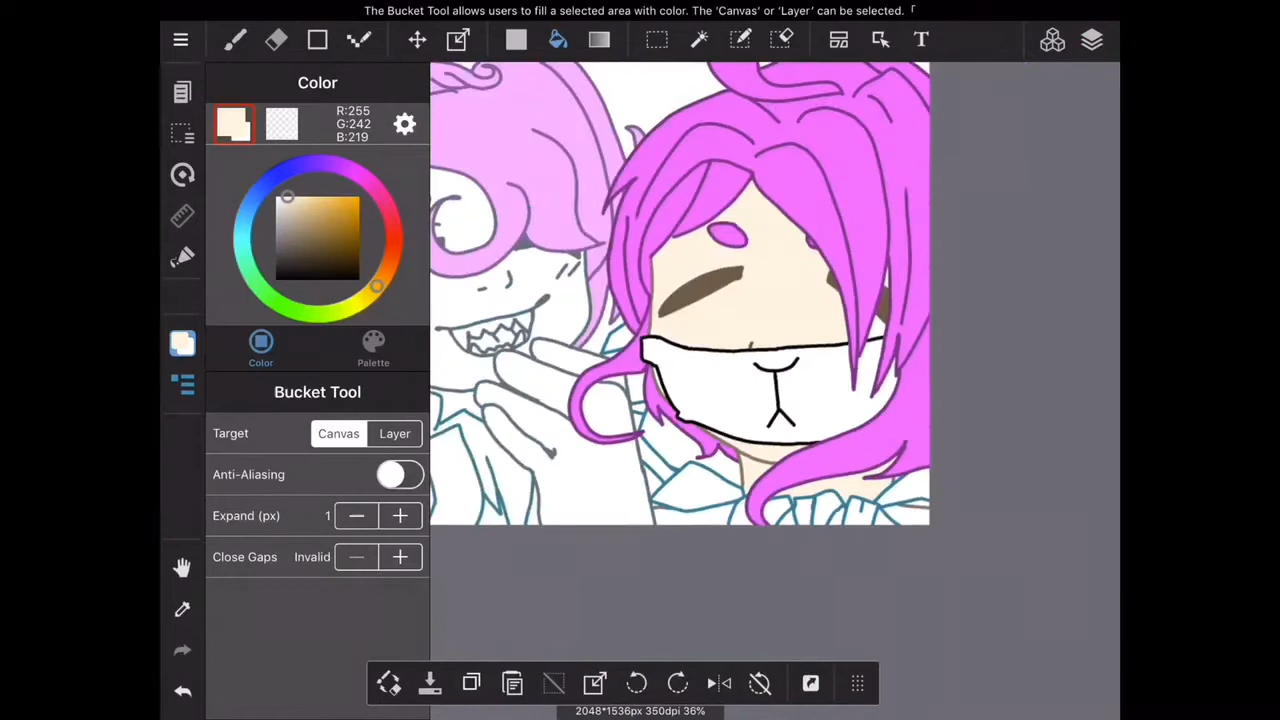 The Bucket Tool allows users to fill a selected area with color. The 'Canvas' or 'Layer' can be selected. 「
T
Color
R:255
G:242
B:219
Color
Palette
Bucket Tool
Target
Canvas
Layer
Anti-Aliasing
Expand (px)
1
Close Gaps
Invalid
2048*1536px 350dpi 36%